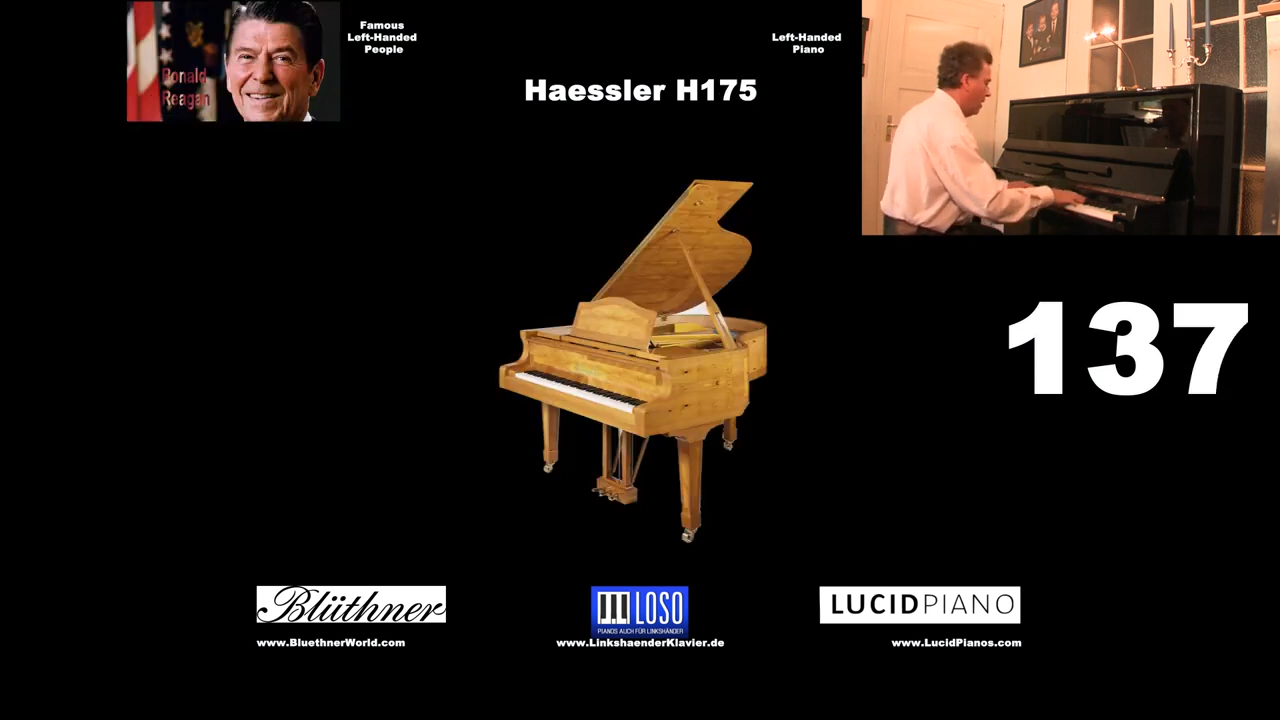 Famous
Left-Handed
People
Ronald
Reagan
Left-Handed
Piano
Haessler H175
137
Blüthner
www.BluethnerWorld.com
LOSO
PIANOS AUCH FÜR LINKSHÄNDER
www.LinkshaenderKlavier.de
LUCIDPIANO
www.LucidPianos.com